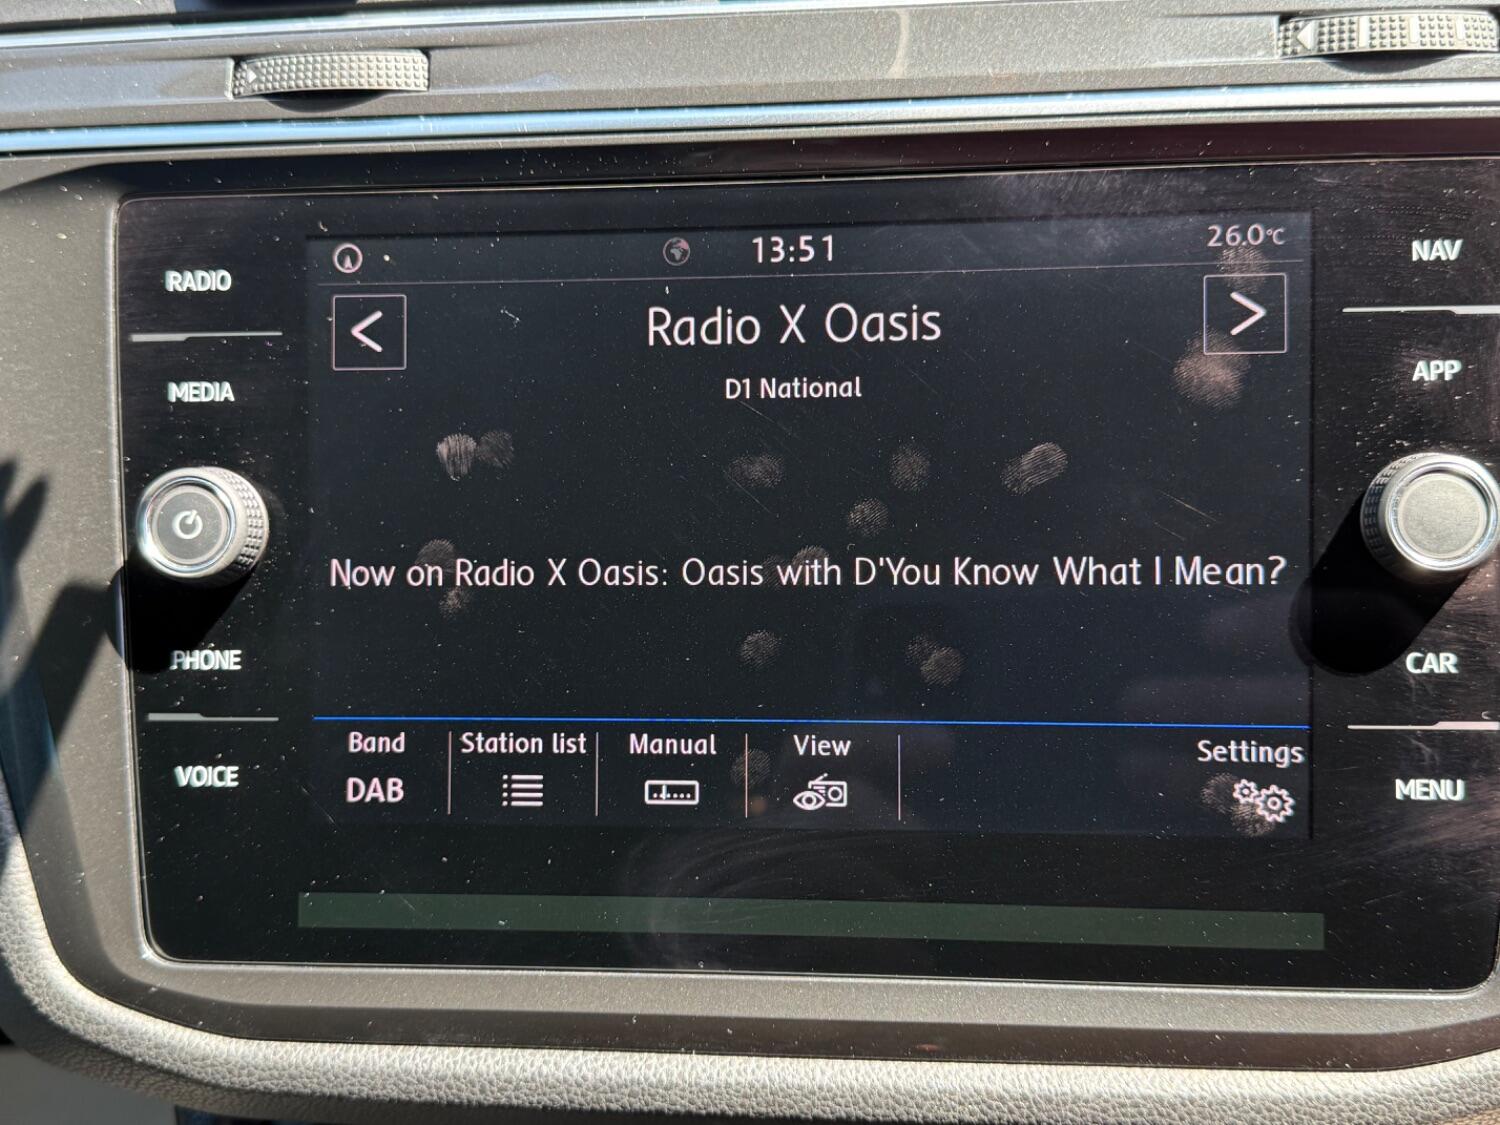 13:51
26.0°C
RADIO
NAV
Radio X Oasis
D1 National
MEDIA
APP
Now on Radio X Oasis: Oasis with D'You Know What I Mean?
PHONE
CAR
Band
Station list
Manual
View
Settings
DAB
VOICE
MENU